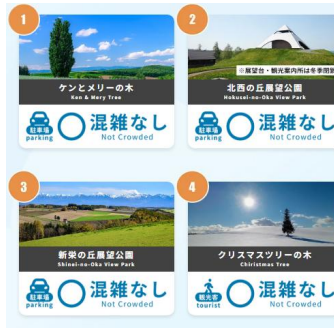 1
ケンとメリーの木
Ken & Mery Tree
駐車場
parking
混雑なし
Not Crowded
2
※展望台・観光案内所は冬季閉
北西の丘展望公園
Hokusei-no-Oka View Park
駐車場
parking
混雑なし
Not Crowded
3
新栄の丘展望公園
Shinei-no-Oka View Park
駐車場
parking
混雑なし
Not Crowded
4
クリスマスツリーの木
Chiristmas Tree
観光客
tourist
混雑なし
Not Crowded